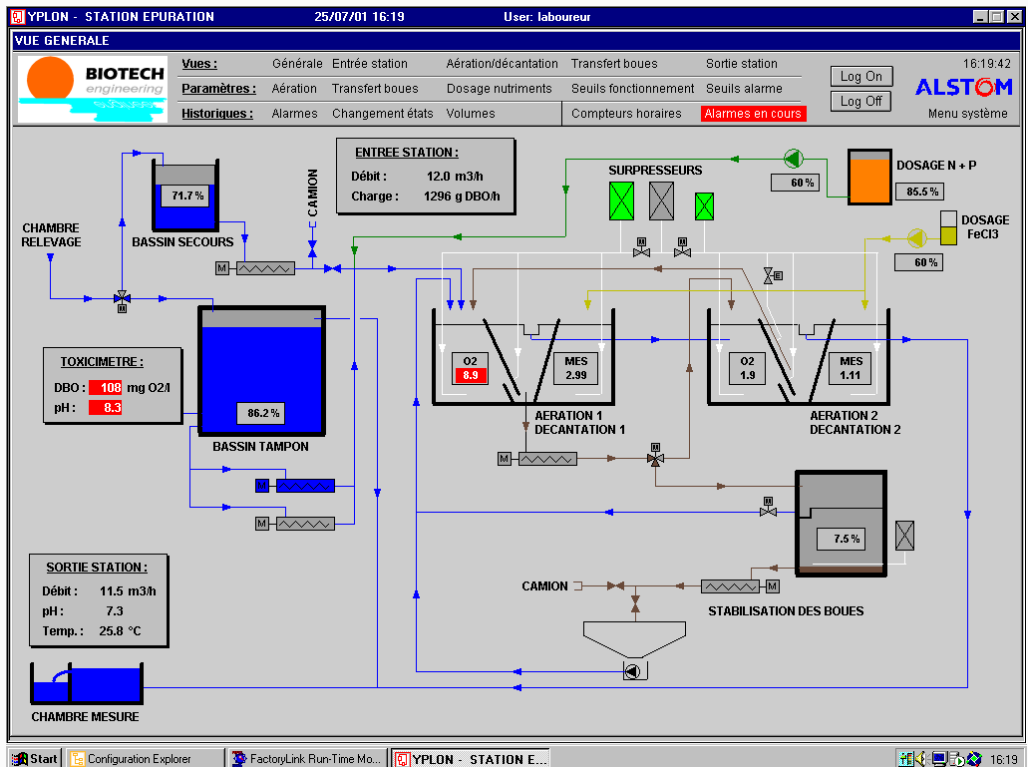 YPLON - STATION EPURATION 25/07/01 16:19 User: laboureur
VUE GENERALE
BIOTECH
engineering
Vues : Générale Entrée station Aération/décantation Transfert boues Sortie station
Paramètres : Aération Transfert boues Dosage nutriments Seuils fonctionnement Seuils alarme
Historiques : Alarmes Changement états Volumes Compteurs horaires Alarmes en cours
Log On
Log Off
16:19:42
ALSTOM
Menu système
ENTREE STATION :
Débit : 12.0 m3/h
Charge : 1296 g DBO/h
CAMION
71.7 %
BASSIN SECOURS
CHAMBRE
RELEVAGE
M
M
SURPRESSEURS
M
M
M
60 %
DOSAGE N + P
85.5 %
DOSAGE
FeCl3
60 %
TOXICIMETRE :
DBO : 108 mg O2/l
pH : 8.3
86.2 %
BASSIN TAMPON
M
M
O2
8.9
MES
2.99
AERATION 1
DECANTATION 1
O2
1.9
MES
1.11
AERATION 2
DECANTATION 2
M
M
M
7.5 %
M
STABILISATION DES BOUES
CAMION
SORTIE STATION :
Débit : 11.5 m3/h
pH : 7.3
Temp. : 25.8 °C
CHAMBRE MESURE
Start Configuration Explorer FactoryLink Run-Time Mo... YPLON - STATION E... 16:19